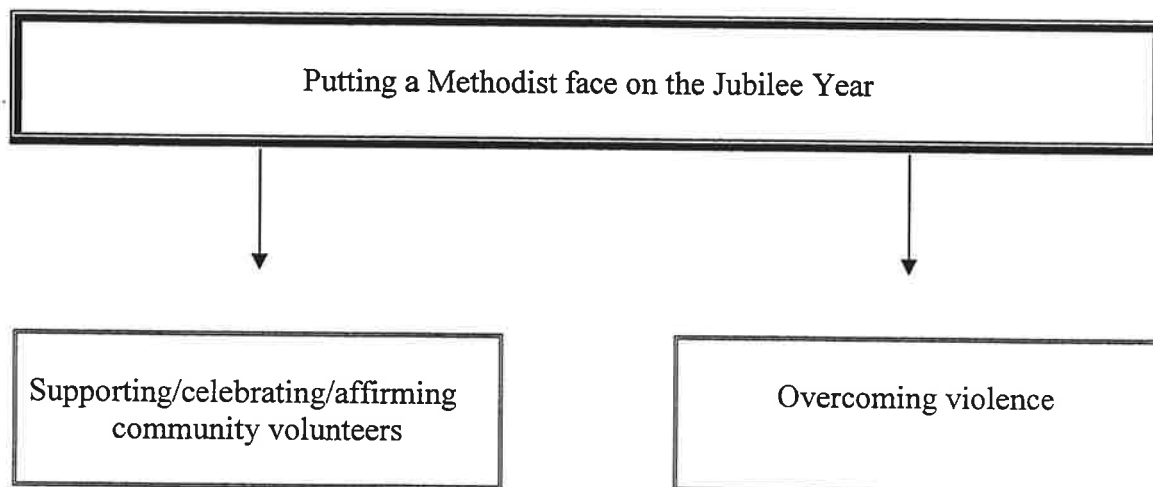 Putting a Methodist face on the Jubilee Year
Supporting/celebrating/affirming
community volunteers
Overcoming violence